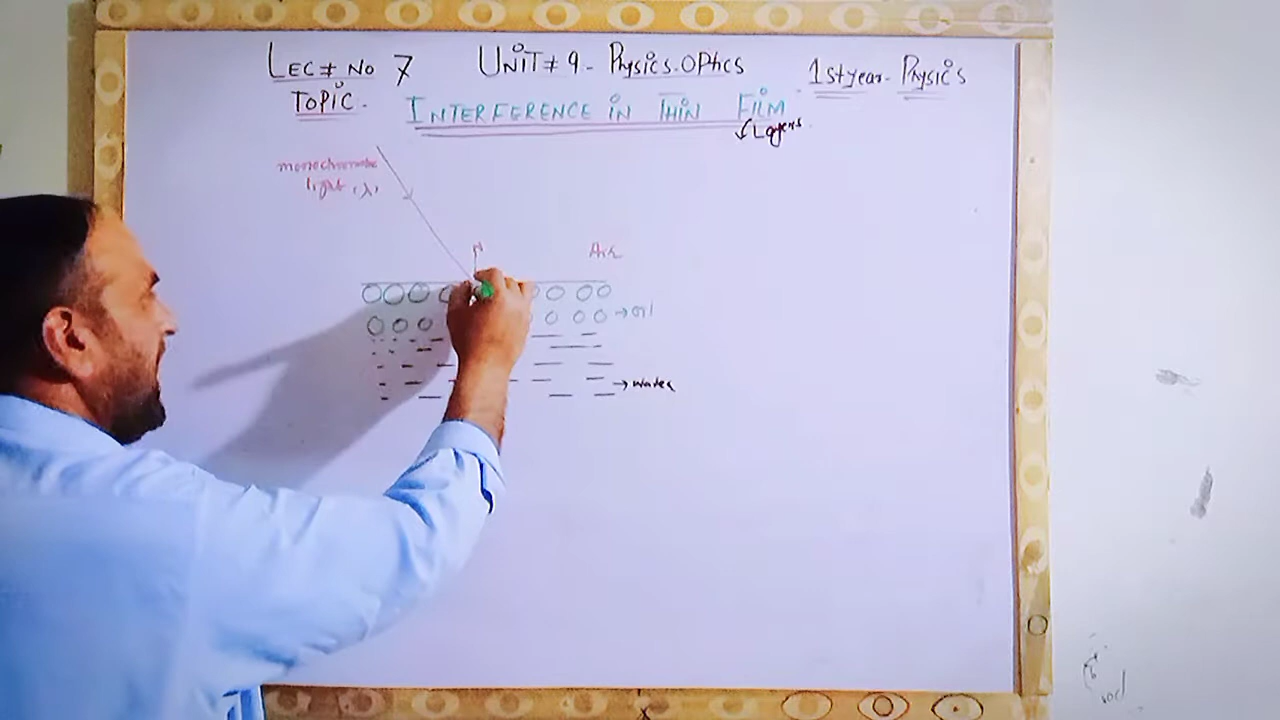 LEC # No 7 UNIT # 9 - Physics-Optics 1st year - Physics
TOPIC - INTERFERENCE IN THIN FILM
Layers
monochromatic
light (λ)
N
Air
→ oil
→ water